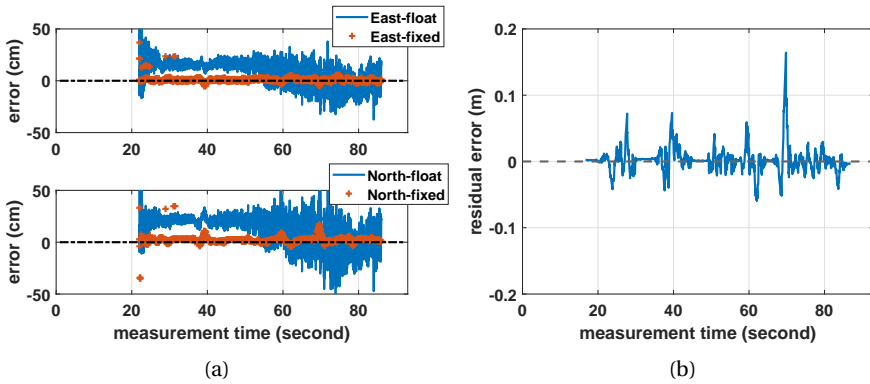 East-float
East-fixed
50
0
-50
error (cm)
0
20
40
60
80
North-float
North-fixed
50
0
-50
error (cm)
0
20
40
60
80
measurement time (second)
(a)
0.2
0.1
0
-0.1
-0.2
residual error (m)
0
20
40
60
80
measurement time (second)
(b)